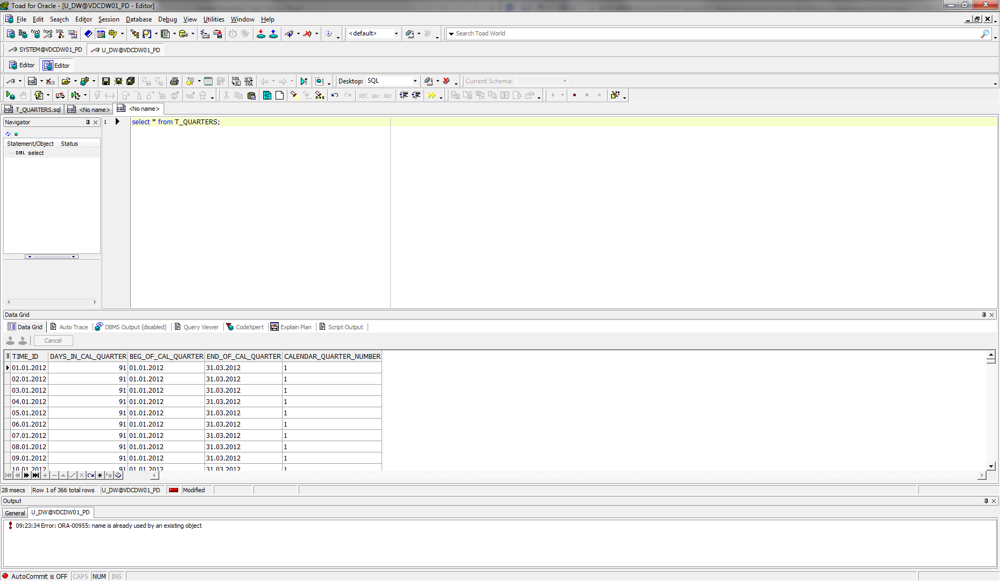 Toad for Oracle - [U_DW@VDCDW01_PD - Editor]
File Edit Search Editor Session Database Debug View Utilities Window Help
<default> Search Toad World
SYSTEM@VDCDW01_PD U_DW@VDCDW01_PD
Editor Editor
Desktop: SQL Current Schema:
T_QUARTERS.sql <No name> <No name>
Navigator
1 select * from T_QUARTERS;
Statement/Object Status
DML select
Data Grid
Data Grid Auto Trace DBMS Output (disabled) Query Viewer CodeXpert Explain Plan Script Output
Cancel
TIME_ID DAYS_IN_CAL_QUARTER BEG_OF_CAL_QUARTER END_OF_CAL_QUARTER CALENDAR_QUARTER_NUMBER
01.01.2012 91 01.01.2012 31.03.2012 1
02.01.2012 91 01.01.2012 31.03.2012 1
03.01.2012 91 01.01.2012 31.03.2012 1
04.01.2012 91 01.01.2012 31.03.2012 1
05.01.2012 91 01.01.2012 31.03.2012 1
06.01.2012 91 01.01.2012 31.03.2012 1
07.01.2012 91 01.01.2012 31.03.2012 1
08.01.2012 91 01.01.2012 31.03.2012 1
09.01.2012 91 01.01.2012 31.03.2012 1
10.01.2012 91 01.01.2012 31.03.2012 1
28 msecs Row 1 of 366 total rows U_DW@VDCDW01_PD Modified
Output
General U_DW@VDCDW01_PD
09:23:34 Error: ORA-00955: name is already used by an existing object
AutoCommit is OFF CAPS NUM INS